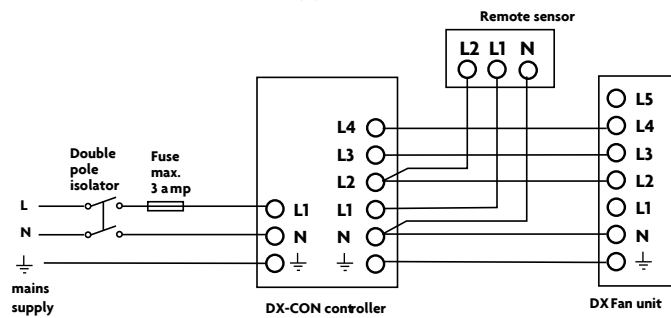 Remote sensor
L2 L1 N
L5
L4 L4
Double
pole
isolator
Fuse
max.
3 amp
L3 L3
L2 L2
L L1 L1 L1
N N N N
mains
supply
DX-CON controller
DX Fan unit